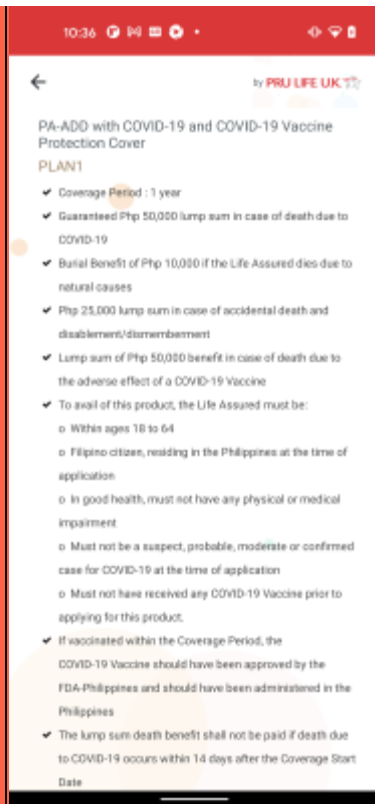 10:36
by PRU LIFE U.K.
PA-ADD with COVID-19 and COVID-19 Vaccine
Protection Cover
PLAN1
✔ Coverage Period : 1 year
✔ Guaranteed Php 50,000 lump sum in case of death due to
COVID-19
✔ Burial Benefit of Php 10,000 if the Life Assured dies due to
natural causes
✔ Php 25,000 lump sum in case of accidental death and
disablement/dismemberment
✔ Lump sum of Php 50,000 benefit in case of death due to
the adverse effect of a COVID-19 Vaccine
✔ To avail of this product, the Life Assured must be:
o Within ages 18 to 64
o Filipino citizen, residing in the Philippines at the time of
application
o In good health, must not have any physical or medical
impairment
o Must not be a suspect, probable, moderate or confirmed
case for COVID-19 at the time of application
o Must not have received any COVID-19 Vaccine prior to
applying for this product.
✔ If vaccinated within the Coverage Period, the
COVID-19 Vaccine should have been approved by the
FDA-Philippines and should have been administered in the
Philippines
✔ The lump sum death benefit shall not be paid if death due
to COVID-19 occurs within 14 days after the Coverage Start
Date